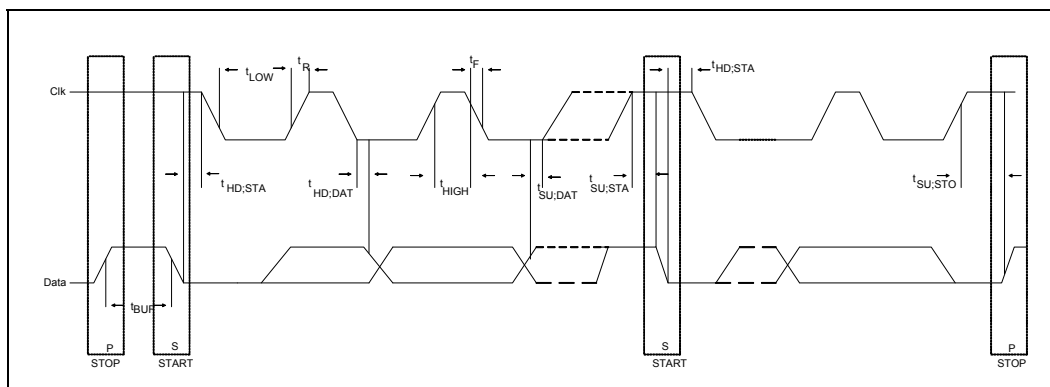 tLOW
tR
tF
tHD;STA
Clk
tHD;STA
tHD;DAT
tHIGH
tSU;DAT
tSU;STA
tSU;STO
Data
tBUF
P
S
S
P
STOP
START
START
STOP